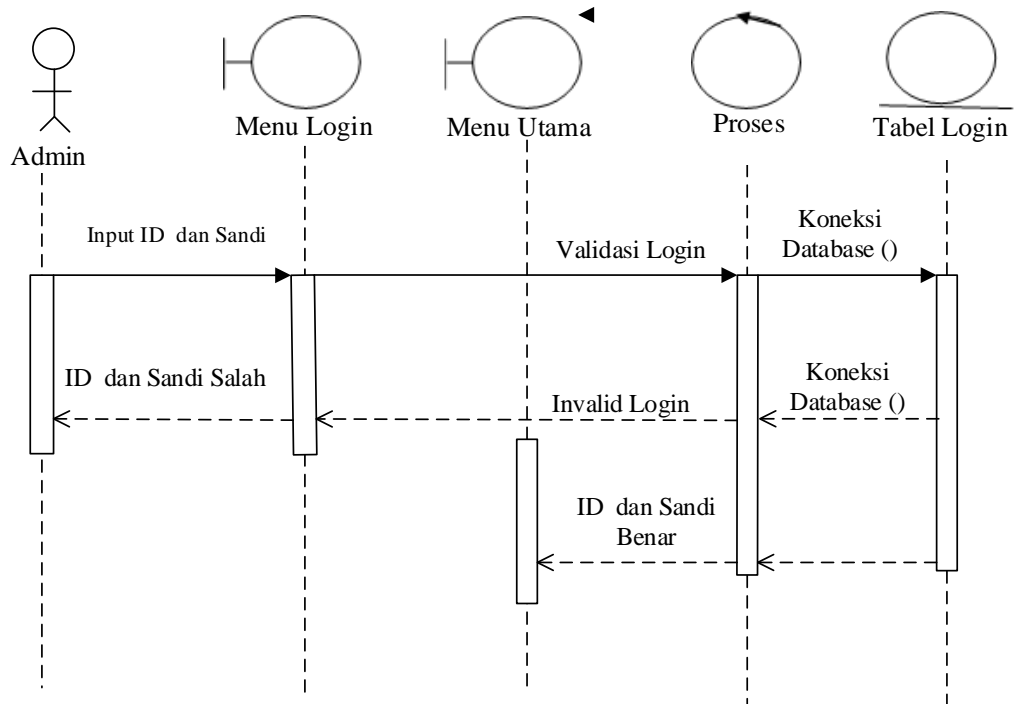 Admin
Menu Login
Menu Utama
Proses
Tabel Login
Input ID dan Sandi
Validasi Login
Koneksi
Database ()
ID dan Sandi Salah
Invalid Login
Koneksi
Database ()
ID dan Sandi
Benar